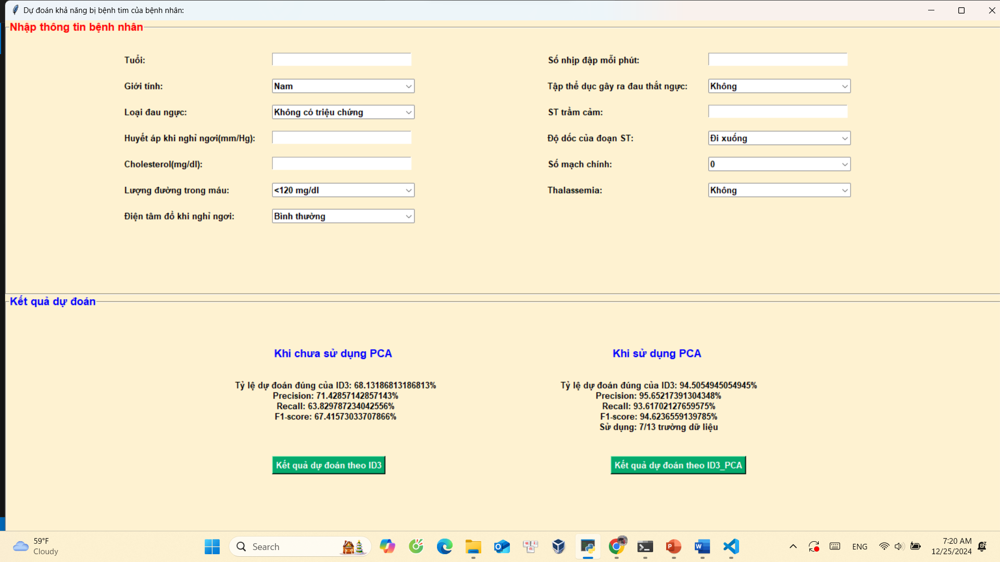 Dự đoán khả năng bị bệnh tim của bệnh nhân:
Nhập thông tin bệnh nhân
Tuổi:
Số nhịp đập mỗi phút:
Giới tính: Nam
Tập thể dục gây ra đau thắt ngực: Không
Loại đau ngực: Không có triệu chứng
ST trầm cảm:
Huyết áp khi nghỉ ngơi(mm/Hg):
Độ dốc của đoạn ST: Đi xuống
Cholesterol(mg/dl):
Số mạch chính: 0
Lượng đường trong máu: <120 mg/dl
Thalassemia: Không
Điện tâm đồ khi nghỉ ngơi: Bình thường
Kết quả dự đoán
Khi chưa sử dụng PCA
Tỷ lệ dự đoán đúng của ID3: 68.13186813186813%
Precision: 71.42857142857143%
Recall: 63.829787234042556%
F1-score: 67.41573033707866%
Kết quả dự đoán theo ID3
Khi sử dụng PCA
Tỷ lệ dự đoán đúng của ID3: 94.5054945054945%
Precision: 95.65217391304348%
Recall: 93.61702127659575%
F1-score: 94.6236559139785%
Sử dụng: 7/13 trường dữ liệu
Kết quả dự đoán theo ID3_PCA
59°F
Cloudy
Search
ENG
7:20 AM
12/25/2024